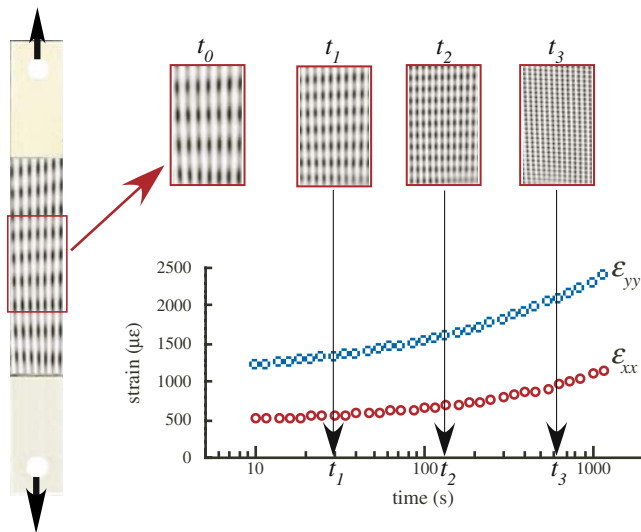 t0 t1 t2 t3
2500
2000
1500
1000
500
0
strain (με)
εyy
εxx
10 100 1000
t1 t2 t3
time (s)